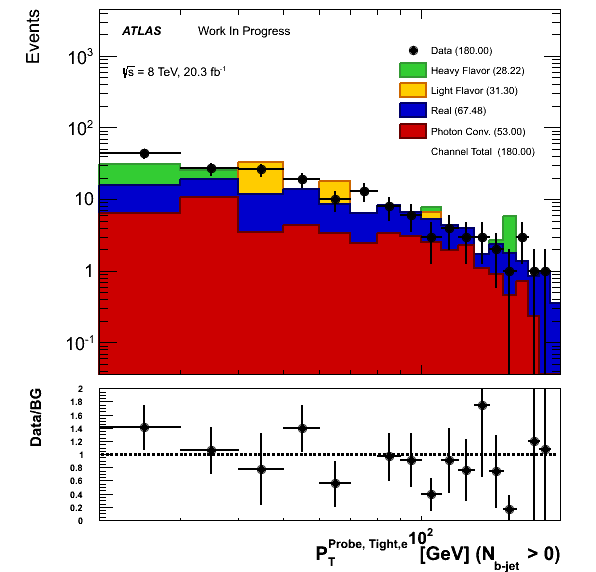 ATLAS Work In Progress
√s = 8 TeV, 20.3 fb⁻¹
Data (180.00)
Heavy Flavor (28.22)
Light Flavor (31.30)
Real (67.48)
Photon Conv. (53.00)
Channel Total (180.00)
Events
10³
10²
10
1
10⁻¹
Data/BG
2
1.8
1.6
1.4
1.2
1
0.8
0.6
0.4
0.2
0
10²
P_T^Probe, Tight,e [GeV] (N_b-jet > 0)